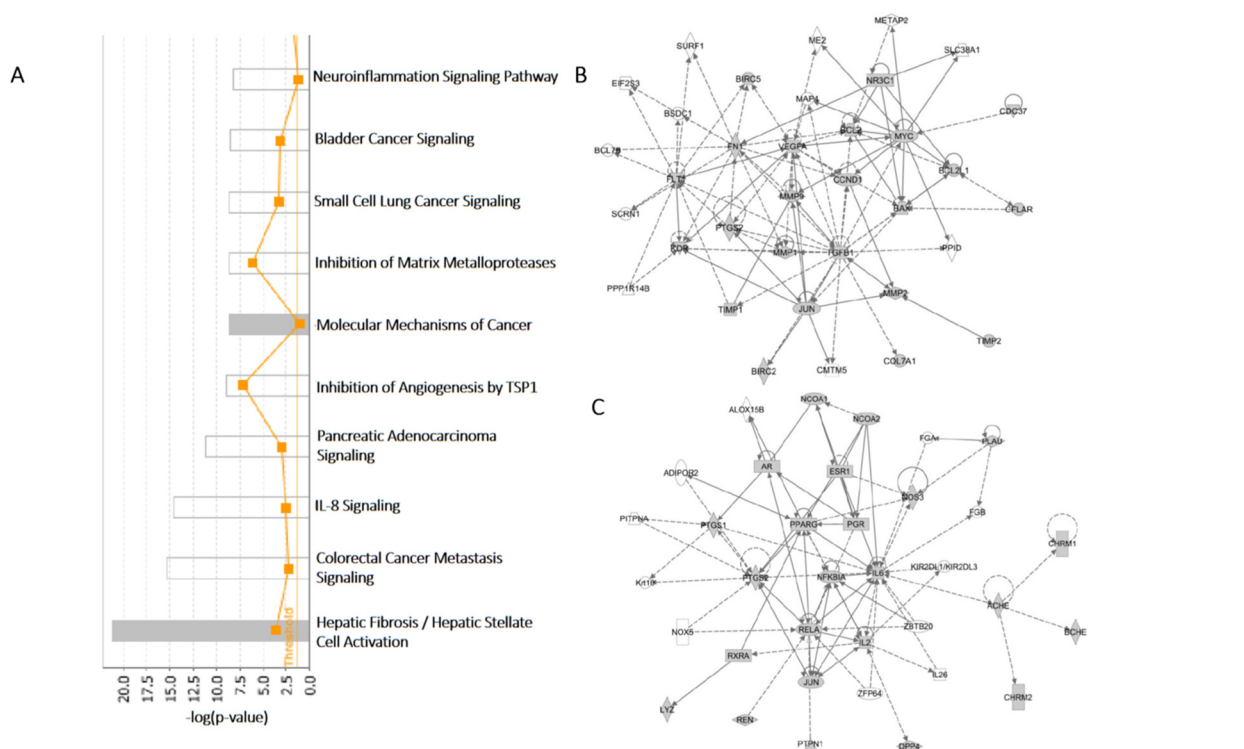 A
Neuroinflammation Signaling Pathway
Bladder Cancer Signaling
Small Cell Lung Cancer Signaling
Inhibition of Matrix Metalloproteases
Molecular Mechanisms of Cancer
Inhibition of Angiogenesis by TSP1
Pancreatic Adenocarcinoma
Signaling
IL-8 Signaling
Colorectal Cancer Metastasis
Signaling
Hepatic Fibrosis / Hepatic Stellate
Cell Activation
Threshold
20.0 17.5 15.0 12.5 10.0 7.5 5.0 2.5 0.0
-log(p-value)
B
METAP2
SURF1
ME2
SLC38A1
EIF2S3
BIRC5
NR3C1
MAP4
CDC37
BSDC1
BCL2
MYC
FN1
VEGFA
BCL2L1
CCND1
MMP9
SCRN1
BAX
CFLAR
PTGS2
KDR
MMP1
TGFB1
PPID
PPP1R14B
MMP2
TIMP1
JUN
TIMP2
BIRC2
CMTM5
COL7A1
C
NCOA1
ALOX15B
NCOA2
FGA
PLAU
AR
ESR1
ADIPOR2
NOS3
PITPNA
PTGS1
PPARG
PGR
FGB
CHRM1
PTGS2
NFKBIA
IL6
KIR2DL1/KIR2DL3
ACHE
NOX5
RELA
ZBTB20
BCHE
IL2
RXRA
IL26
JUN
ZFP64
CHRM2
LYZ
REN
PTPN1
DPP4